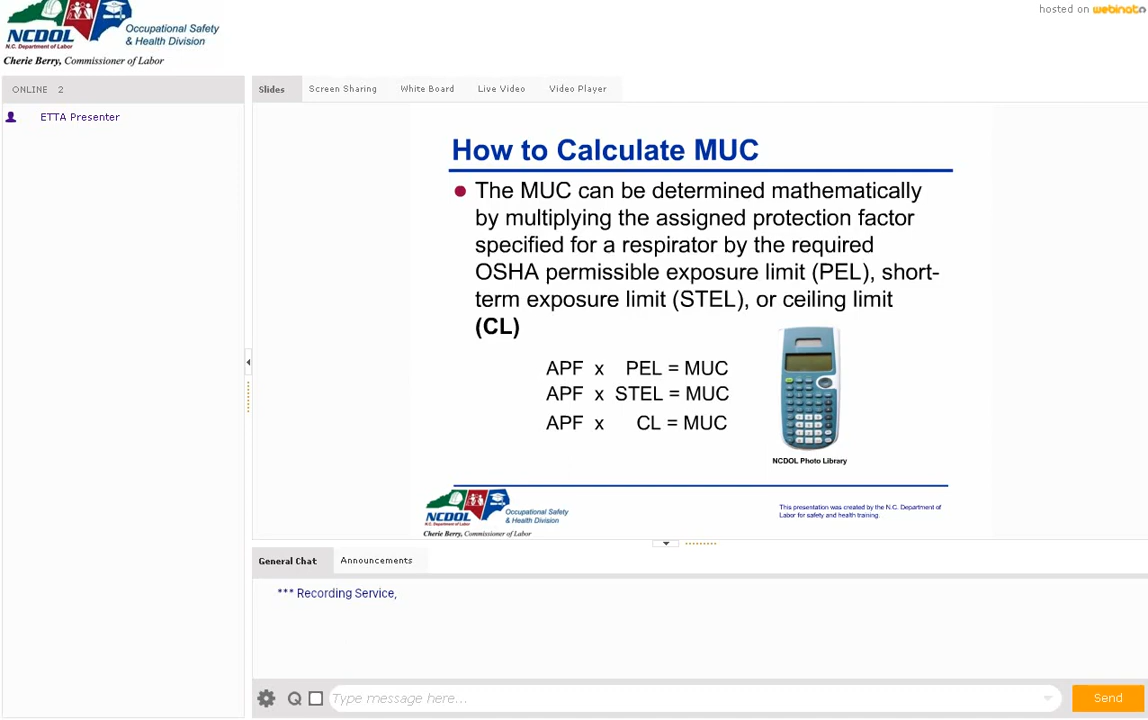 hosted on webinato
NCDOL
N.C. Department of Labor
Occupational Safety
& Health Division
Cherie Berry, Commissioner of Labor
ONLINE 2
ETTA Presenter
Slides
Screen Sharing
White Board
Live Video
Video Player
How to Calculate MUC
The MUC can be determined mathematically
by multiplying the assigned protection factor
specified for a respirator by the required
OSHA permissible exposure limit (PEL), short-
term exposure limit (STEL), or ceiling limit
(CL)
APF x PEL = MUC
APF x STEL = MUC
APF x CL = MUC
NCDOL Photo Library
NCDOL
N.C. Department of Labor
Occupational Safety
& Health Division
Cherie Berry, Commissioner of Labor
This presentation was created by the N.C. Department of
Labor for safety and health training.
General Chat
Announcements
*** Recording Service,
Type message here...
Send